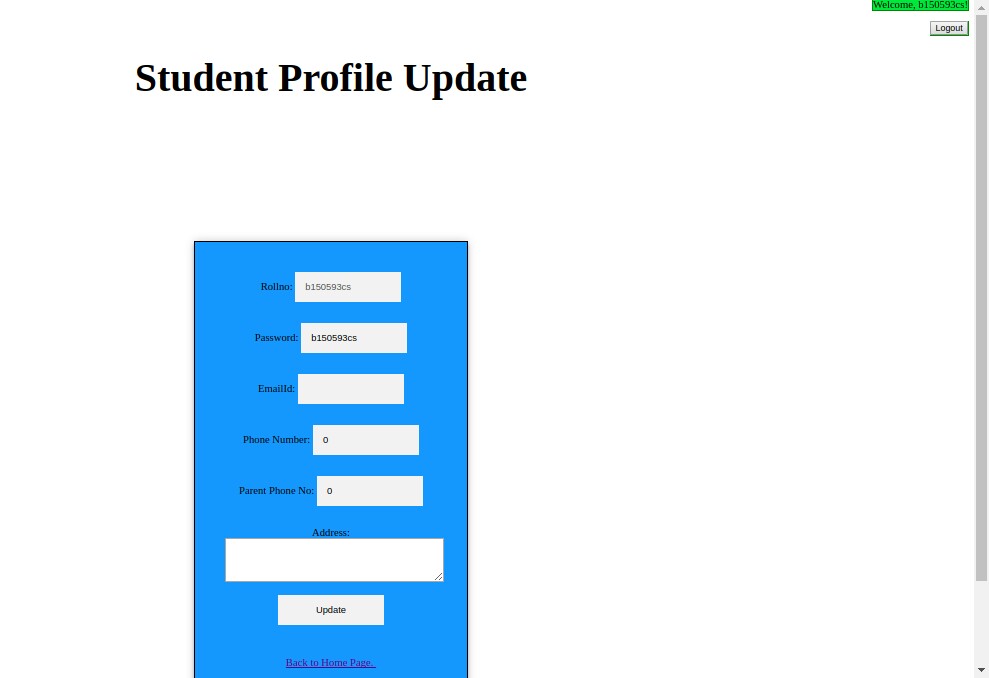 Welcome, b150593cs!
Logout
Student Profile Update
Rollno: b150593cs
Password: b150593cs
EmailId:
Phone Number: 0
Parent Phone No: 0
Address:
Update
Back to Home Page.